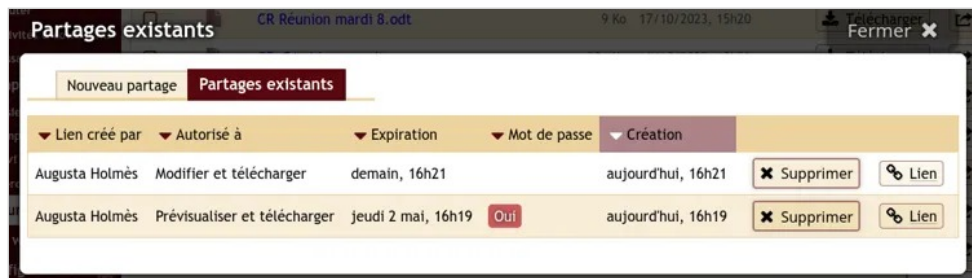 CR Réunion mardi 8.odt 9 Ko 17/10/2023, 15h20 Télécharger
Partages existants Fermer
Nouveau partage Partages existants
Lien créé par Autorisé à Expiration Mot de passe Création
Augusta Holmès Modifier et télécharger demain, 16h21 aujourd'hui, 16h21 Supprimer Lien
Augusta Holmès Prévisualiser et télécharger jeudi 2 mai, 16h19 Oui aujourd'hui, 16h19 Supprimer Lien